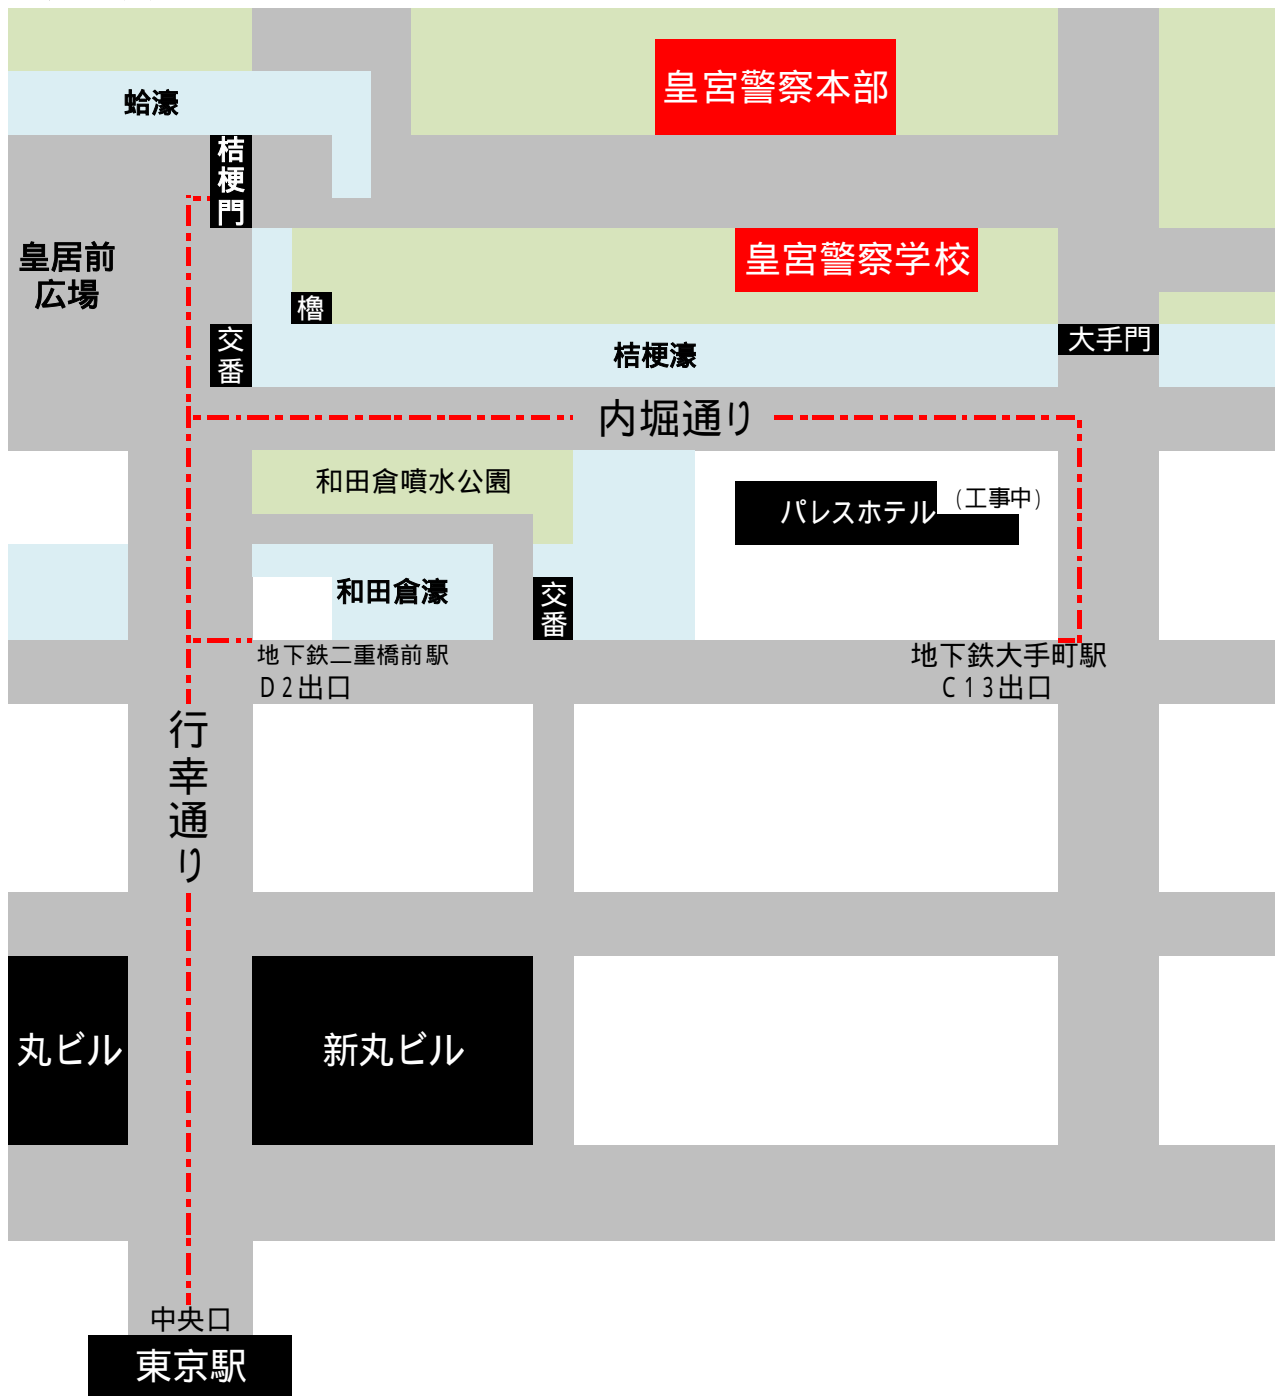 皇宮警察本部
蛤濠
桔梗門
皇居前
広場
皇宮警察学校
櫓
交番
桔梗濠
大手門
内堀通り
和田倉噴水公園
パレスホテル
(工事中)
和田倉濠
交番
地下鉄二重橋前駅
D2出口
地下鉄大手町駅
C13出口
行幸通り
丸ビル
新丸ビル
中央口
東京駅